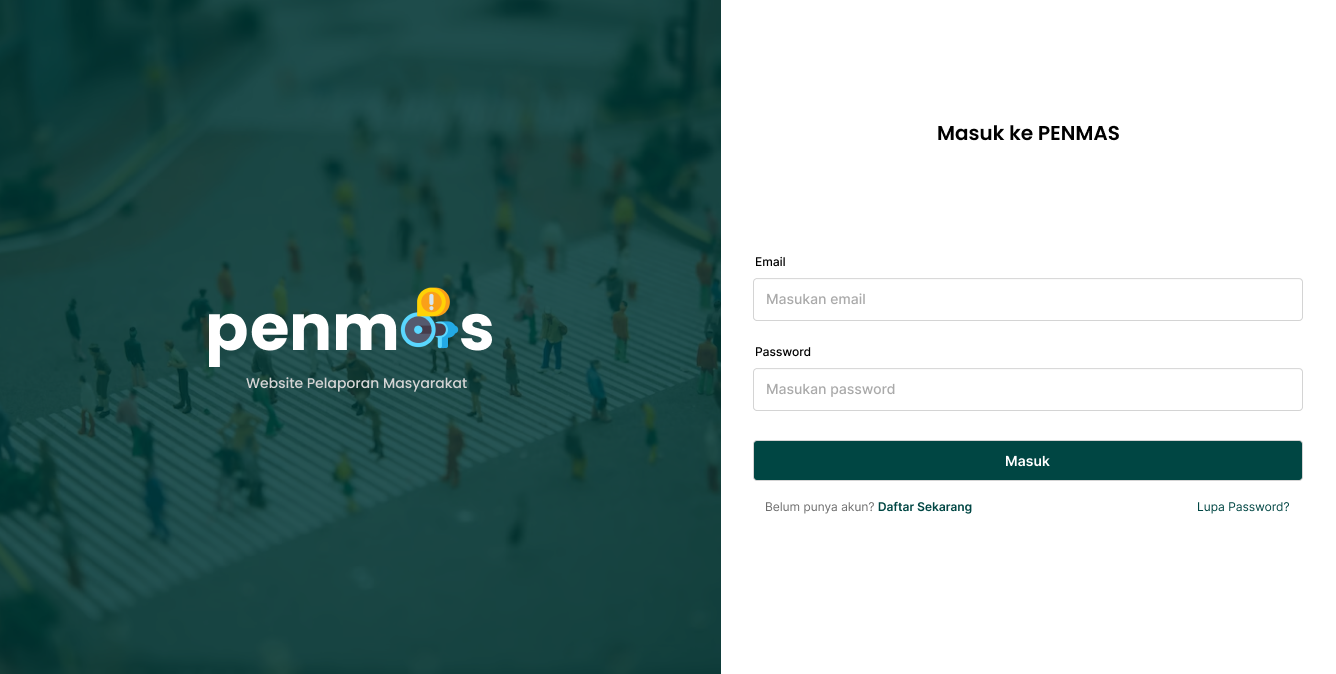 penmas
Website Pelaporan Masyarakat
Masuk ke PENMAS
Email
Masukan email
Password
Masukan password
Masuk
Belum punya akun? Daftar Sekarang
Lupa Password?